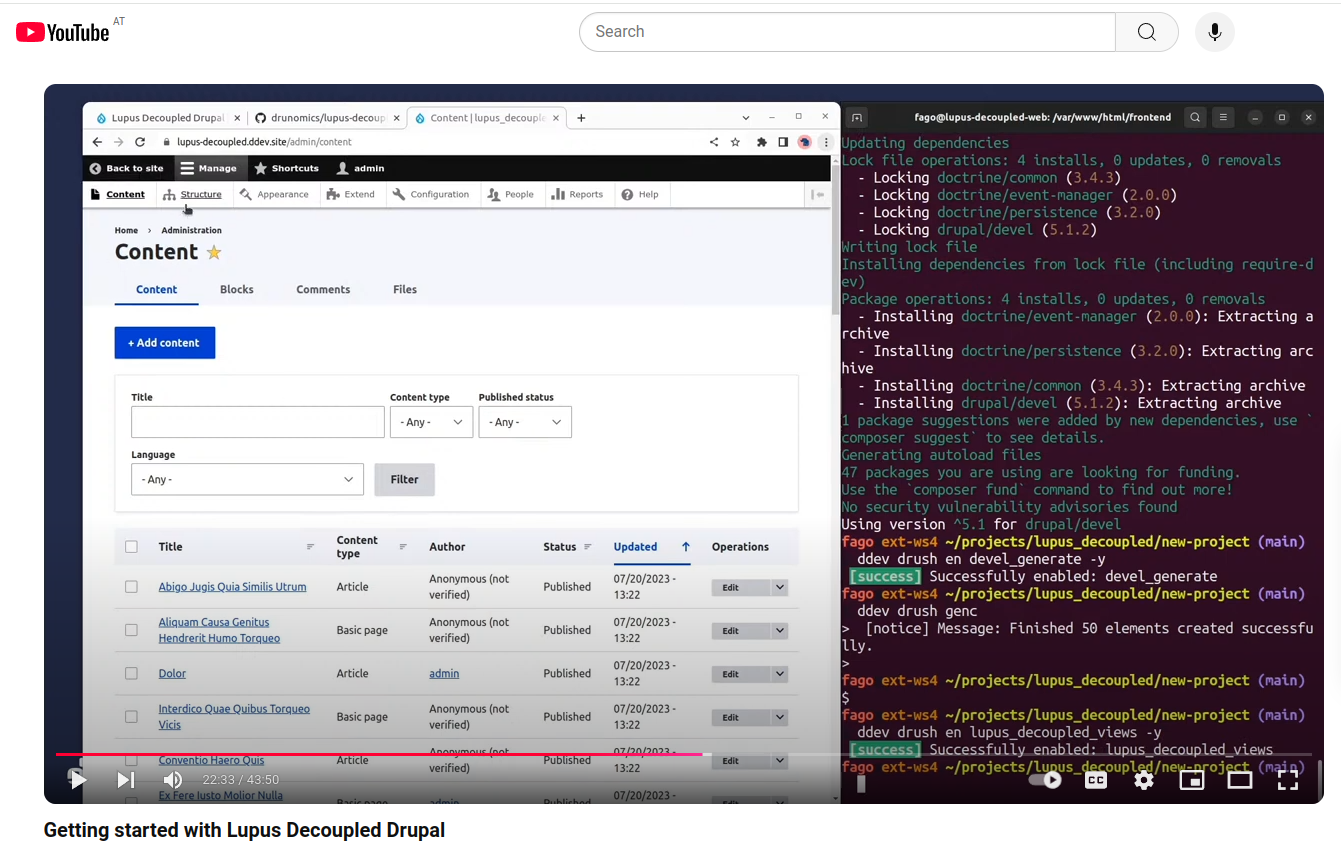 YouTube AT
Search
Lupus Decoupled Drupal
drunomics/lupus-decoup
Content | lupus_decouple
lupus-decoupled.ddev.site/admin/content
Back to site
Manage
Shortcuts
admin
Content
Structure
Appearance
Extend
Configuration
People
Reports
Help
Home › Administration
Content
Content Blocks Comments Files
+ Add content
Title
Content type
Published status
- Any -
- Any -
Language
- Any -
Filter
Title
Content
type
Author
Status
Updated
Operations
Abigo Jugis Quia Similis Utrum
Article
Anonymous (not
verified)
Published
07/20/2023 -
13:22
Edit
Aliquam Causa Genitus
Hendrerit Humo Torqueo
Basic page
Anonymous (not
verified)
Published
07/20/2023 -
13:22
Edit
Dolor
Article
admin
Published
07/20/2023 -
13:22
Edit
Interdico Quae Quibus Torqueo
Vicis
Basic page
Anonymous (not
verified)
Published
07/20/2023 -
13:22
Edit
Conventio Haero Quis
Article
Anonymous (not
verified)
Published
07/20/2023 -
13:22
Edit
Ex Fere Iusto Molior Nulla
Basic page
admin
Published
07/20/2023 -
Edit
fago@lupus-decoupled-web: /var/www/html/frontend
Updating dependencies
Lock file operations: 4 installs, 0 updates, 0 removals
- Locking doctrine/common (3.4.3)
- Locking doctrine/event-manager (2.0.0)
- Locking doctrine/persistence (3.2.0)
- Locking drupal/devel (5.1.2)
Writing lock file
Installing dependencies from lock file (including require-d
ev)
Package operations: 4 installs, 0 updates, 0 removals
- Installing doctrine/event-manager (2.0.0): Extracting a
rchive
- Installing doctrine/persistence (3.2.0): Extracting arc
hive
- Installing doctrine/common (3.4.3): Extracting archive
- Installing drupal/devel (5.1.2): Extracting archive
1 package suggestions were added by new dependencies, use `
composer suggest` to see details.
Generating autoload files
47 packages you are using are looking for funding.
Use the `composer fund` command to find out more!
No security vulnerability advisories found
Using version ^5.1 for drupal/devel
fago ext-ws4 ~/projects/lupus_decoupled/new-project (main)
ddev drush en devel_generate -y
[success] Successfully enabled: devel_generate
fago ext-ws4 ~/projects/lupus_decoupled/new-project (main)
ddev drush genc
> [notice] Message: Finished 50 elements created successfu
lly.
>
fago ext-ws4 ~/projects/lupus_decoupled/new-project (main)
$
fago ext-ws4 ~/projects/lupus_decoupled/new-project (main)
ddev drush en lupus_decoupled_views -y
[success] Successfully enabled: lupus_decoupled_views
fago ext-ws4 ~/projects/lupus_decoupled/new-project (main)
22:33 / 43:50
CC
Getting started with Lupus Decoupled Drupal